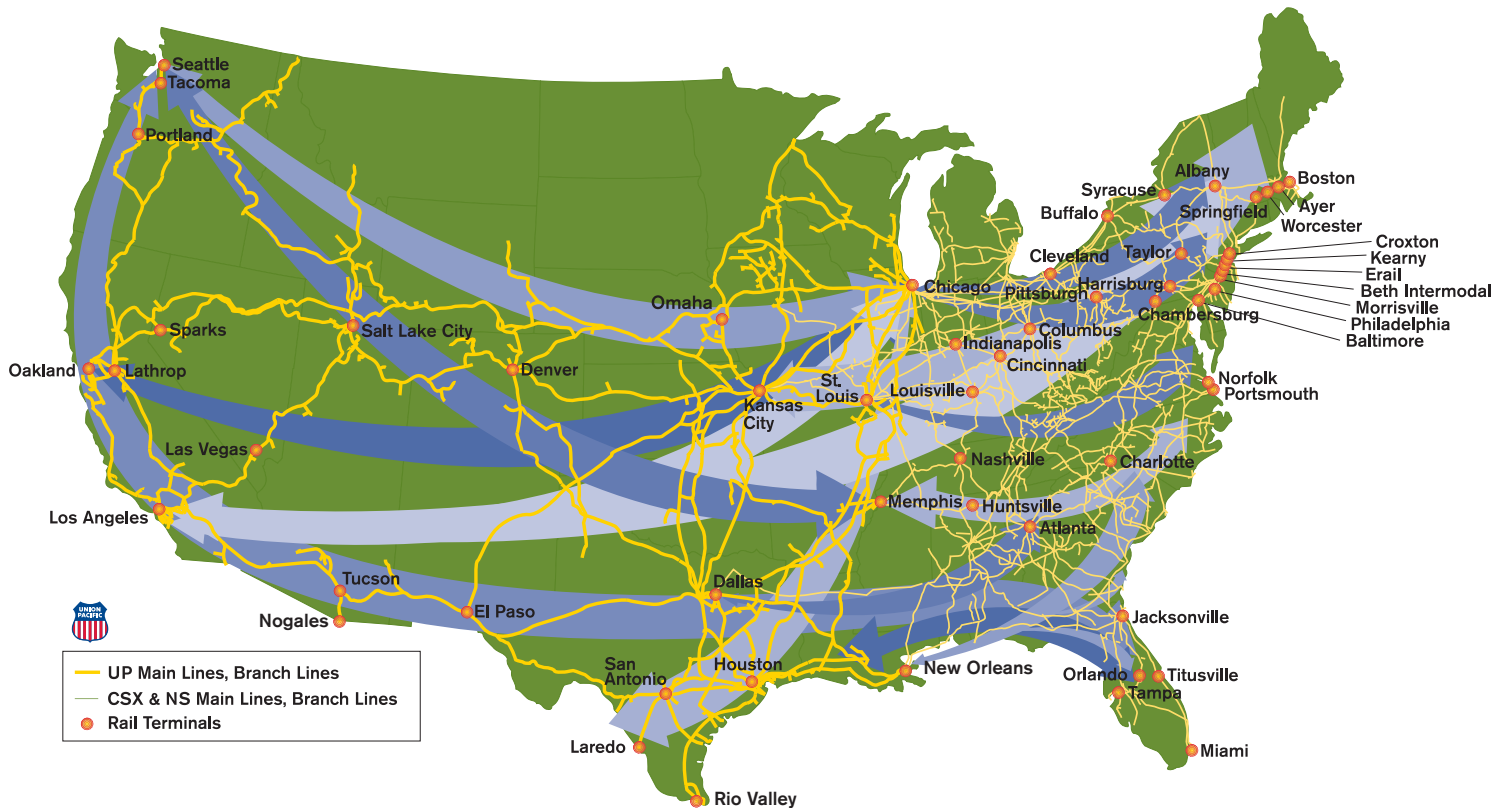 Seattle
Tacoma
Portland
Sparks
Oakland
Lathrop
Salt Lake City
Las Vegas
Los Angeles
Tucson
Nogales
El Paso
Denver
Omaha
Kansas
City
St.
Louis
Chicago
Dallas
San
Antonio
Houston
Laredo
Rio Valley
New Orleans
Memphis
Huntsville
Nashville
Atlanta
Charlotte
Louisville
Indianapolis
Cincinnati
Columbus
Cleveland
Pittsburgh
Harrisburg
Chambersburg
Taylor
Buffalo
Syracuse
Albany
Springfield
Boston
Ayer
Worcester
Croxton
Kearny
Erail
Beth Intermodal
Morrisville
Philadelphia
Baltimore
Norfolk
Portsmouth
Jacksonville
Orlando
Titusville
Tampa
Miami
UNION
PACIFIC
UP Main Lines, Branch Lines
CSX & NS Main Lines, Branch Lines
Rail Terminals